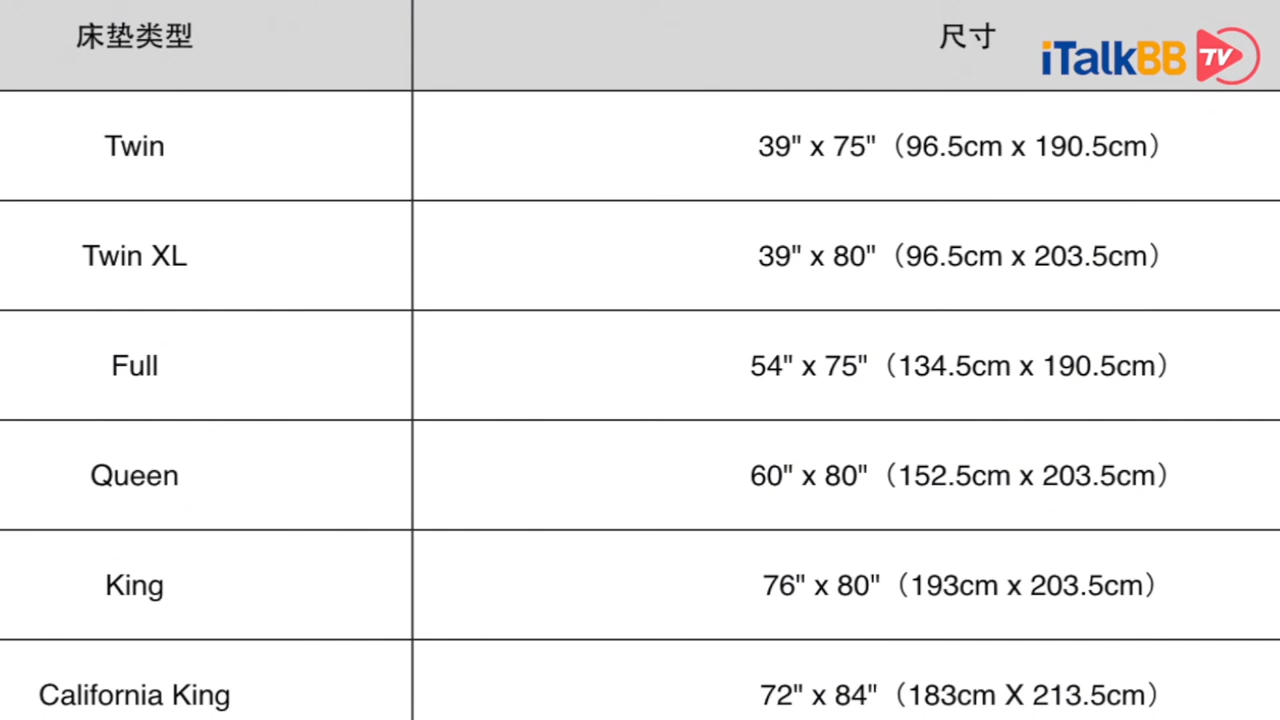 床垫类型
尺寸
iTalkBB TV
Twin
39" x 75"（96.5cm x 190.5cm）
Twin XL
39" x 80"（96.5cm x 203.5cm）
Full
54" x 75"（134.5cm x 190.5cm）
Queen
60" x 80"（152.5cm x 203.5cm）
King
76" x 80"（193cm x 203.5cm）
California King
72" x 84"（183cm X 213.5cm）